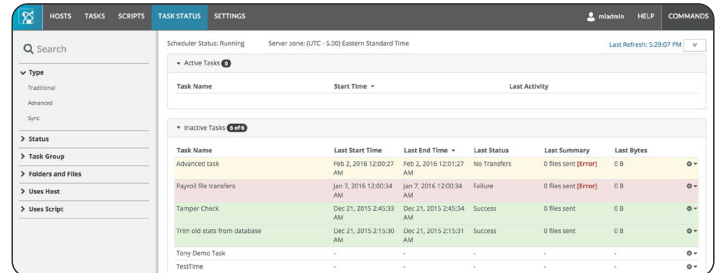 HOSTS TASKS SCRIPTS TASK STATUS SETTINGS miadmin HELP COMMANDS
Search
Type
Traditional
Advanced
Sync
Status
Task Group
Folders and Files
Uses Host
Uses Script
Scheduler Status: Running Server zone: (UTC - 5.00) Eastern Standard Time Last Refresh: 5:29:07 PM
Active Tasks 0
Task Name Start Time Last Activity
Inactive Tasks 6 of 6
Task Name Last Start Time Last End Time Last Status Last Summary Last Bytes
Advanced task Feb 2, 2016 12:00:27 AM Feb 2, 2016 12:01:27 AM No Transfers 0 files sent [Error] 0 B
Payroll file transfers Jan 7, 2016 12:00:34 AM Jan 7, 2016 12:00:34 AM Failure 0 files sent [Error] 0 B
Tamper Check Dec 21, 2015 2:45:33 AM Dec 21, 2015 2:45:34 AM Success 0 files sent 0 B
Trim old stats from database Dec 21, 2015 2:15:30 AM Dec 21, 2015 2:15:31 AM Success 0 files sent 0 B
Tony Demo Task - - - - -
TestTime - - - - -